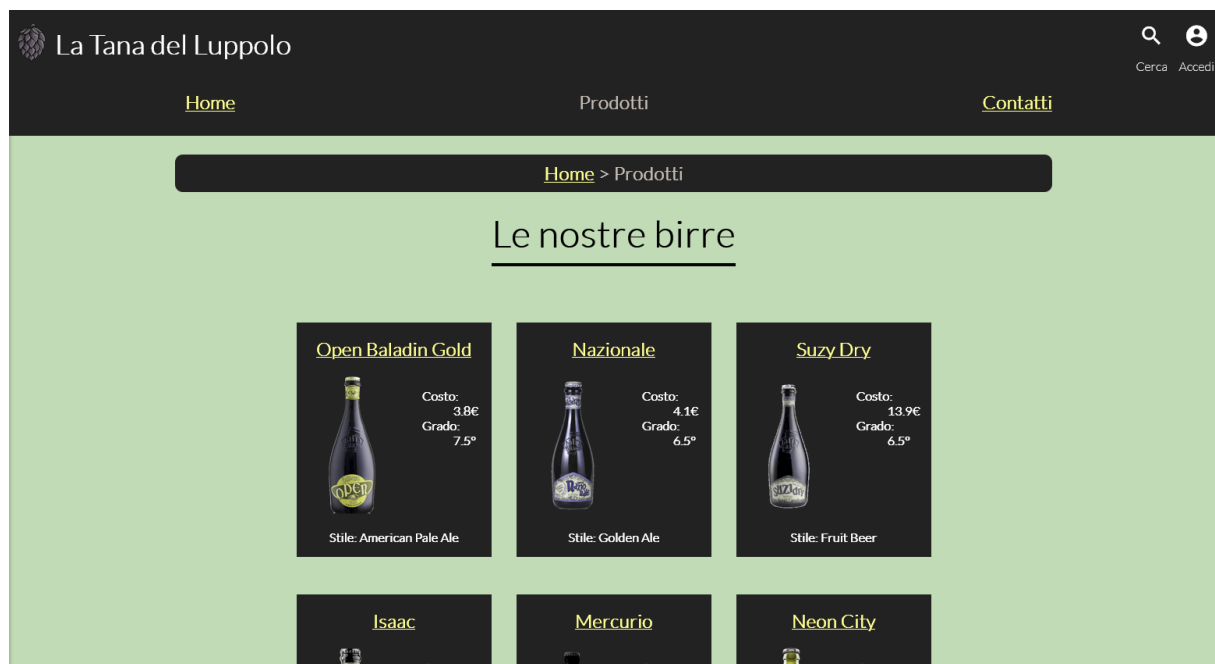 La Tana del Luppolo
Cerca Accedi
Home Prodotti Contatti
Home > Prodotti
Le nostre birre
Open Baladin Gold
Costo:
3.8€
Grado:
7.5°
OPEN
Stile: American Pale Ale
Nazionale
Costo:
4.1€
Grado:
6.5°
Stile: Golden Ale
Suzy Dry
Costo:
13.9€
Grado:
6.5°
Stile: Fruit Beer
Isaac
Mercurio
Neon City